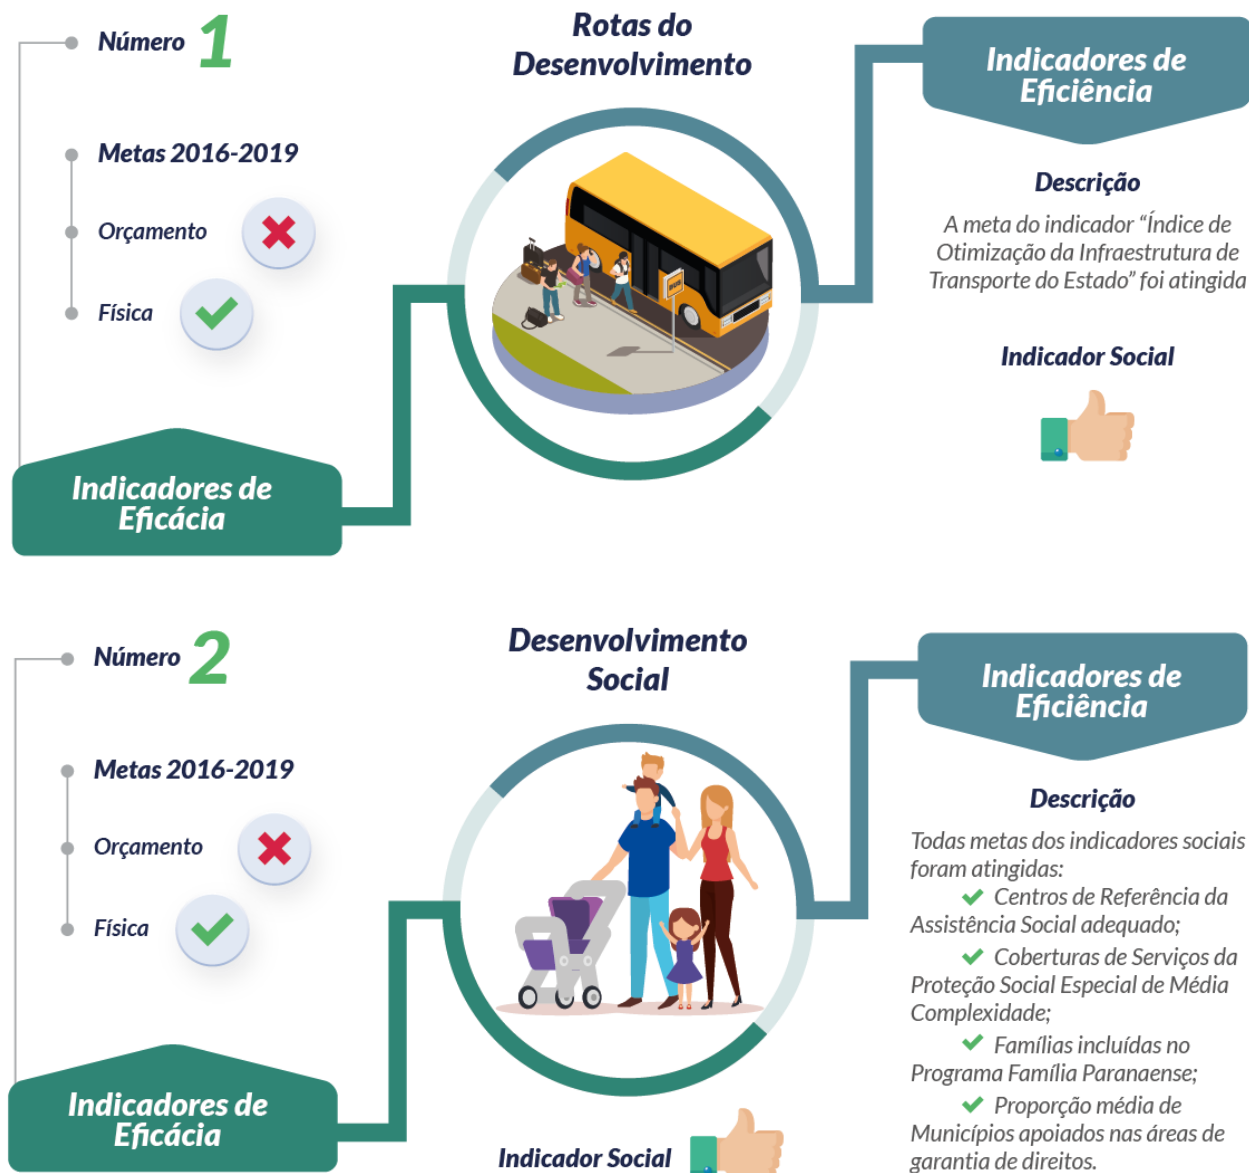 Número 1
Metas 2016-2019
Orçamento
Física
Indicadores de
Eficácia
Rotas do
Desenvolvimento
BUS
Indicadores de
Eficiência
Descrição
A meta do indicador “Índice de
Otimização da Infraestrutura de
Transporte do Estado” foi atingida
Indicador Social
Número 2
Metas 2016-2019
Orçamento
Física
Indicadores de
Eficácia
Desenvolvimento
Social
Indicador Social
Indicadores de
Eficiência
Descrição
Todas metas dos indicadores sociais
foram atingidas:
Centros de Referência da
Assistência Social adequado;
Coberturas de Serviços da
Proteção Social Especial de Média
Complexidade;
Famílias incluídas no
Programa Família Paranaense;
Proporção média de
Municípios apoiados nas áreas de
garantia de direitos.